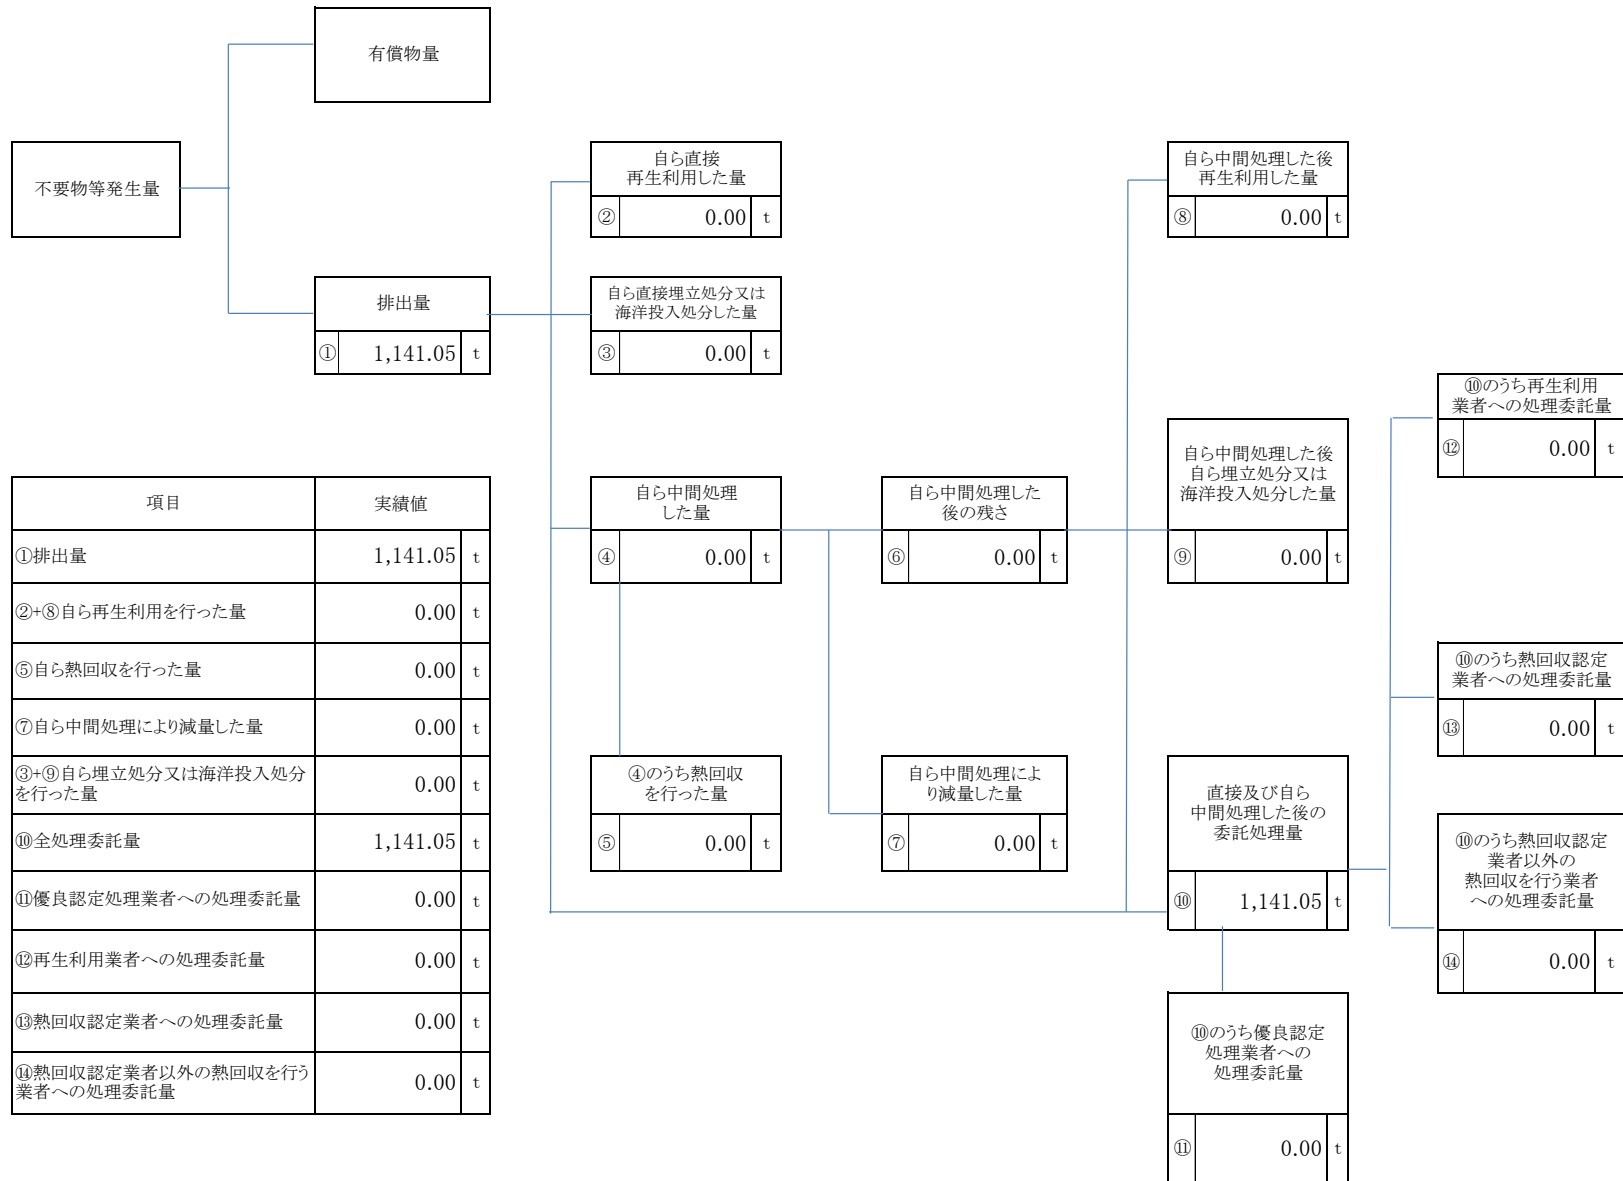 有償物量
不要物等発生量
排出量
① 1,141.05 t
自ら直接
再生利用した量
② 0.00 t
自ら直接埋立処分又は
海洋投入処分した量
③ 0.00 t
自ら中間処理
した量
④ 0.00 t
④のうち熱回収
を行った量
⑤ 0.00 t
自ら中間処理した
後の残さ
⑥ 0.00 t
自ら中間処理によ
り減量した量
⑦ 0.00 t
自ら中間処理した後
再生利用した量
⑧ 0.00 t
自ら中間処理した後
自ら埋立処分又は
海洋投入処分した量
⑨ 0.00 t
直接及び自ら
中間処理した後の
委託処理量
⑩ 1,141.05 t
⑩のうち優良認定
処理業者への
処理委託量
⑪ 0.00 t
⑩のうち再生利用
業者への処理委託量
⑫ 0.00 t
⑩のうち熱回収認定
業者への処理委託量
⑬ 0.00 t
⑩のうち熱回収認定
業者以外の
熱回収を行う業者
への処理委託量
⑭ 0.00 t
項目 実績値
①排出量 1,141.05 t
②+⑧自ら再生利用を行った量 0.00 t
⑤自ら熱回収を行った量 0.00 t
⑦自ら中間処理により減量した量 0.00 t
③+⑨自ら埋立処分又は海洋投入処分
を行った量 0.00 t
⑩全処理委託量 1,141.05 t
⑪優良認定処理業者への処理委託量 0.00 t
⑫再生利用業者への処理委託量 0.00 t
⑬熱回収認定業者への処理委託量 0.00 t
⑭熱回収認定業者以外の熱回収を行う
業者への処理委託量 0.00 t